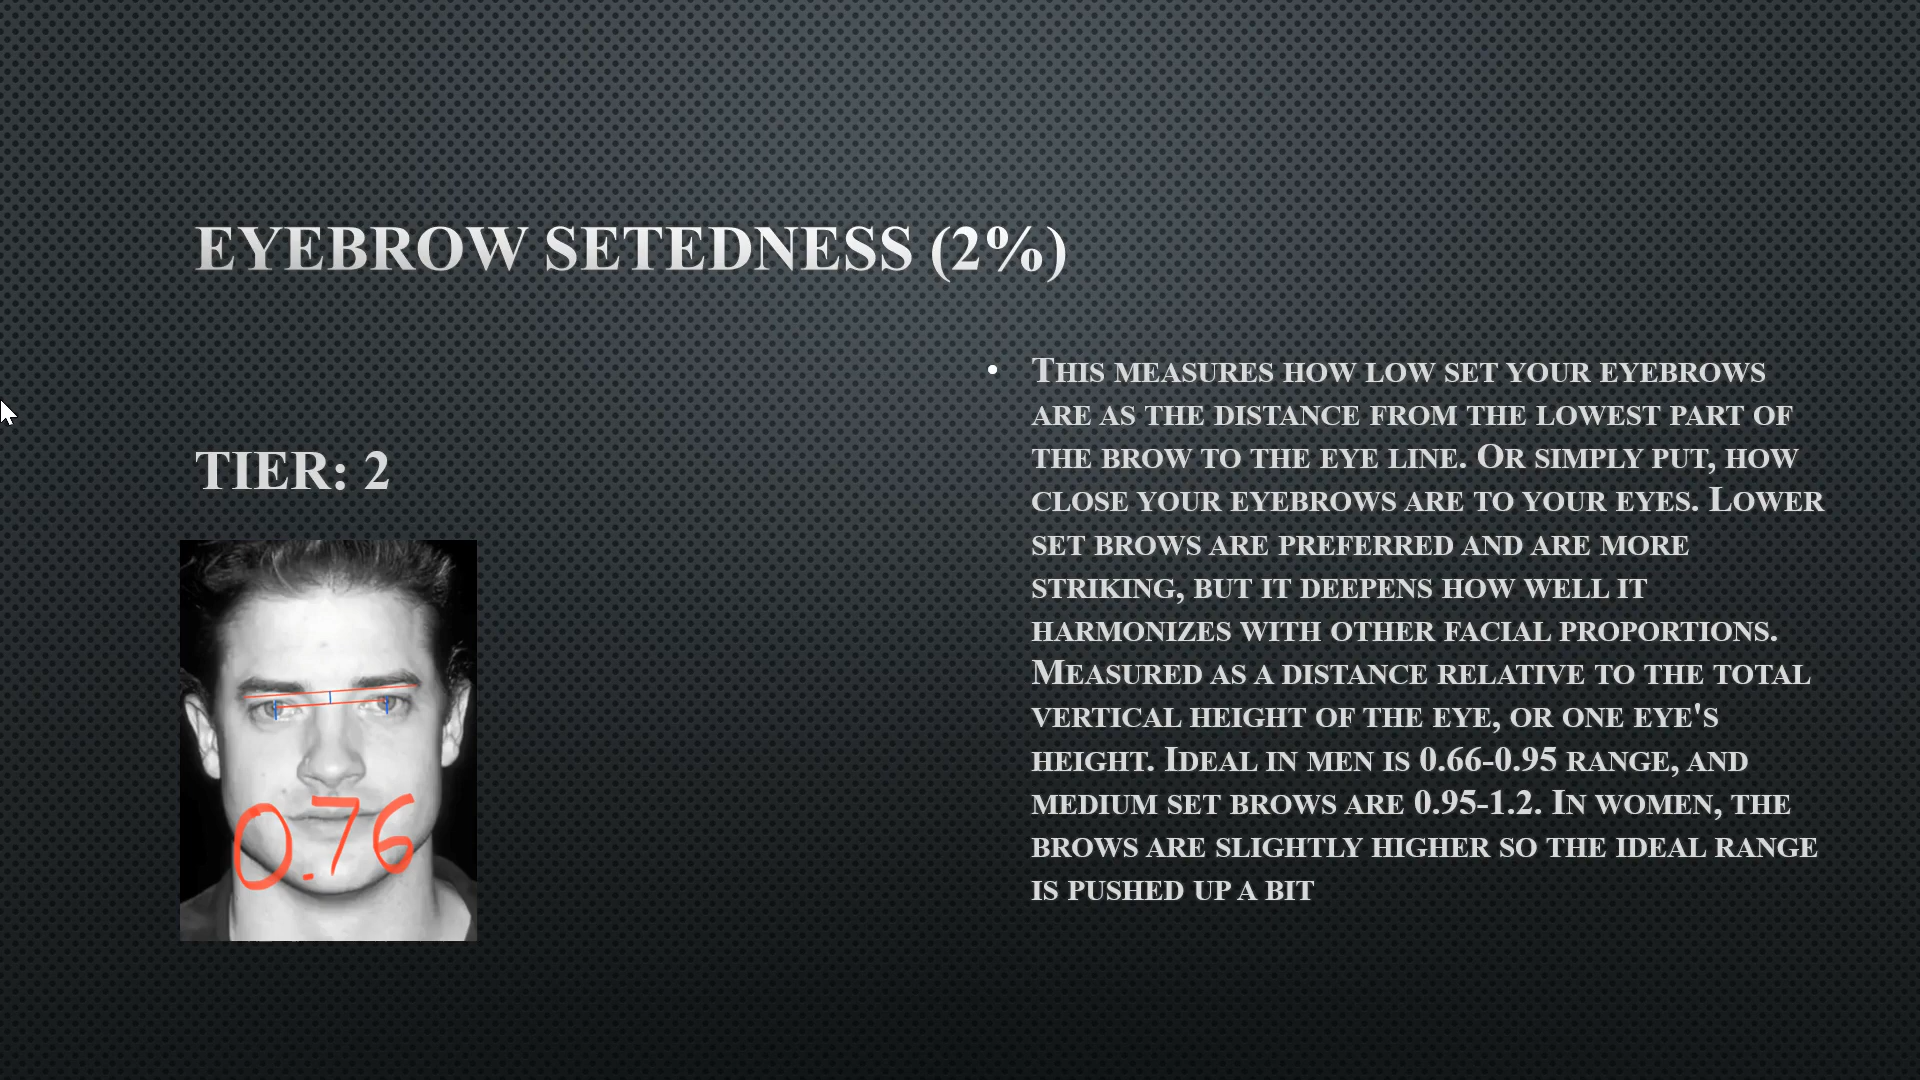 EYEBROW SETEDNESS (2%)
TIER: 2
0.76
• THIS MEASURES HOW LOW SET YOUR EYEBROWS
ARE AS THE DISTANCE FROM THE LOWEST PART OF
THE BROW TO THE EYE LINE. OR SIMPLY PUT, HOW
CLOSE YOUR EYEBROWS ARE TO YOUR EYES. LOWER
SET BROWS ARE PREFERRED AND ARE MORE
STRIKING, BUT IT DEEPENS HOW WELL IT
HARMONIZES WITH OTHER FACIAL PROPORTIONS.
MEASURED AS A DISTANCE RELATIVE TO THE TOTAL
VERTICAL HEIGHT OF THE EYE, OR ONE EYE'S
HEIGHT. IDEAL IN MEN IS 0.66-0.95 RANGE, AND
MEDIUM SET BROWS ARE 0.95-1.2. IN WOMEN, THE
BROWS ARE SLIGHTLY HIGHER SO THE IDEAL RANGE
IS PUSHED UP A BIT